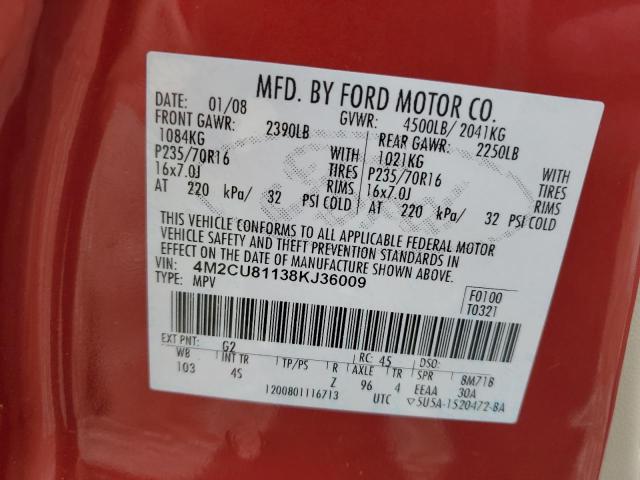 MFD. BY FORD MOTOR CO.
DATE: 01/08 GVWR: 4500LB/ 2041KG
FRONT GAWR: 2390LB REAR GAWR: 2250LB
1084KG WITH 1021KG WITH
P235/70R16 TIRES P235/70R16 TIRES
16x7.0J RIMS 16x7.0J RIMS
AT 220 kPa/ 32 PSI COLD AT 220 kPa/ 32 PSI COLD
THIS VEHICLE CONFORMS TO ALL APPLICABLE FEDERAL MOTOR
VEHICLE SAFETY AND THEFT PREVENTION STANDARDS IN
EFFECT ON THE DATE OF MANUFACTURE SHOWN ABOVE.
VIN: 4M2CU81138KJ36009
TYPE: MPV F0100
T0321
EXT PNT: G2 RC: 45 DSO:
WB INT TR TP/PS R AXLE TR SPR 8M71B
103 4S Z 96 4 EEAA 30A
1200801116713 UTC ▽5U5A-1520472-BA